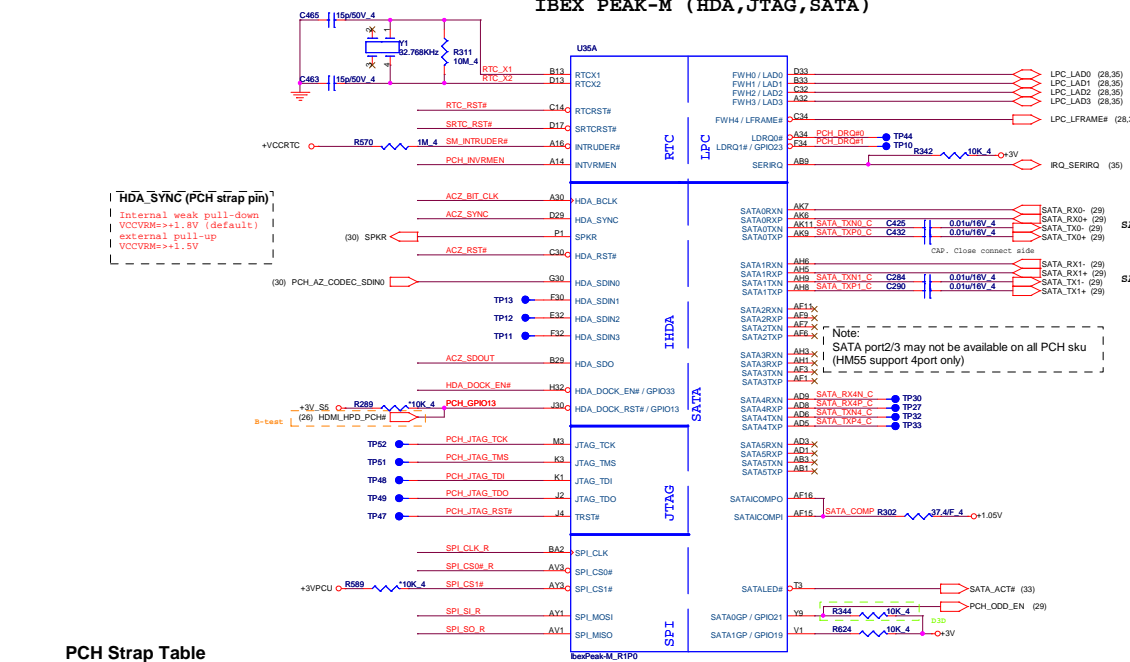 IBEX PEAK-M (HDA,JTAG,SATA)
C465 15p/50V_4
Y1
32.768KHz
R311
10M_4
C463 15p/50V_4
RTC_X1 B13 RTCX1
RTC_X2 D13 RTCX2
RTC_RST# C14 RTCRST#
SRTC_RST# D17 SRTCRST#
+VCCRTC R570 1M_4 SM_INTRUDER# A16 INTRUDER#
PCH_INVRMEN A14 INTVRMEN
U35A
RTC
LPC
FWH0 / LAD0 D33 LPC_LAD0 (28,35)
FWH1 / LAD1 B33 LPC_LAD1 (28,35)
FWH2 / LAD2 C32 LPC_LAD2 (28,35)
FWH3 / LAD3 A32 LPC_LAD3 (28,35)
FWH4 / LFRAME# C34 LPC_LFRAME# (28,
LDRQ0# A34 PCH_DRQ#0 TP44
LDRQ1# / GPIO23 F34 PCH_DRQ#1 TP10
R342 10K_4 +3V
SERIRQ AB9 IRQ_SERIRQ (35)
HDA_SYNC (PCH strap pin)
Internal weak pull-down
VCCVRM=>+1.8V (default)
external pull-up
VCCVRM=>+1.5V
ACZ_BIT_CLK A30 HDA_BCLK
ACZ_SYNC D29 HDA_SYNC
(30) SPKR P1 SPKR
ACZ_RST# C30 HDA_RST#
(30) PCH_AZ_CODEC_SDIN0 G30 HDA_SDIN0
TP13 F30 HDA_SDIN1
TP12 E32 HDA_SDIN2
TP11 F32 HDA_SDIN3
ACZ_SDOUT B29 HDA_SDO
HDA_DOCK_EN# H32 HDA_DOCK_EN# / GPIO33
+3V_S5 R289 *10K_4 PCH_GPIO13 J30 HDA_DOCK_RST# / GPIO13
(26) HDMI_HPD_PCH#
B-test
IHDA
SATA
SATA0RXN AK7 SATA_RX0- (29)
SATA0RXP AK6 SATA_RX0+ (29)
SATA0TXN AK11 SATA_TXN0_C C425 0.01u/16V_4 SATA_TX0- (29)
SATA0TXP AK9 SATA_TXP0_C C432 0.01u/16V_4 SATA_TX0+ (29)
CAP. Close connect side
SATA1RXN AH6 SATA_RX1- (29)
SATA1RXP AH5 SATA_RX1+ (29)
SATA1TXN AH9 SATA_TXN1_C C284 0.01u/16V_4 SATA_TX1- (29)
SATA1TXP AH8 SATA_TXP1_C C290 0.01u/16V_4 SATA_TX1+ (29)
SATA2RXN AF11
SATA2RXP AF9
SATA2TXN AF7
SATA2TXP AF6
Note:
SATA port2/3 may not be available on all PCH sku
(HM55 support 4port only)
SATA3RXN AH3
SATA3RXP AH1
SATA3TXN AF3
SATA3TXP AF1
SATA4RXN AD9 SATA_RX4N_C TP30
SATA4RXP AD8 SATA_RX4P_C TP27
SATA4TXN AD6 SATA_TXN4_C TP32
SATA4TXP AD5 SATA_TXP4_C TP33
SATA5RXN AD3
SATA5RXP AD1
SATA5TXN AB3
SATA5TXP AB1
TP52 PCH_JTAG_TCK M3 JTAG_TCK
TP51 PCH_JTAG_TMS K3 JTAG_TMS
TP48 PCH_JTAG_TDI K1 JTAG_TDI
TP49 PCH_JTAG_TDO J2 JTAG_TDO
TP47 PCH_JTAG_RST# J4 TRST#
JTAG
SATAICOMPO AF16
SATAICOMPI AF15 SATA_COMP R302 37.4/F_4 +1.05V
SPI_CLK_R BA2 SPI_CLK
SPI_CS0#_R AV3 SPI_CS0#
+3VPCU R589 *10K_4 SPI_CS1# AY3 SPI_CS1#
SPI_SI_R AY1 SPI_MOSI
SPI_SO_R AV1 SPI_MISO
SPI
SATALED# T3 SATA_ACT# (33)
PCH_ODD_EN (29)
SATA0GP / GPIO21 Y9 R344 10K_4
DIO
SATA1GP / GPIO19 V1 R624 10K_4 +3V
IbexPeak-M_R1P0
PCH Strap Table